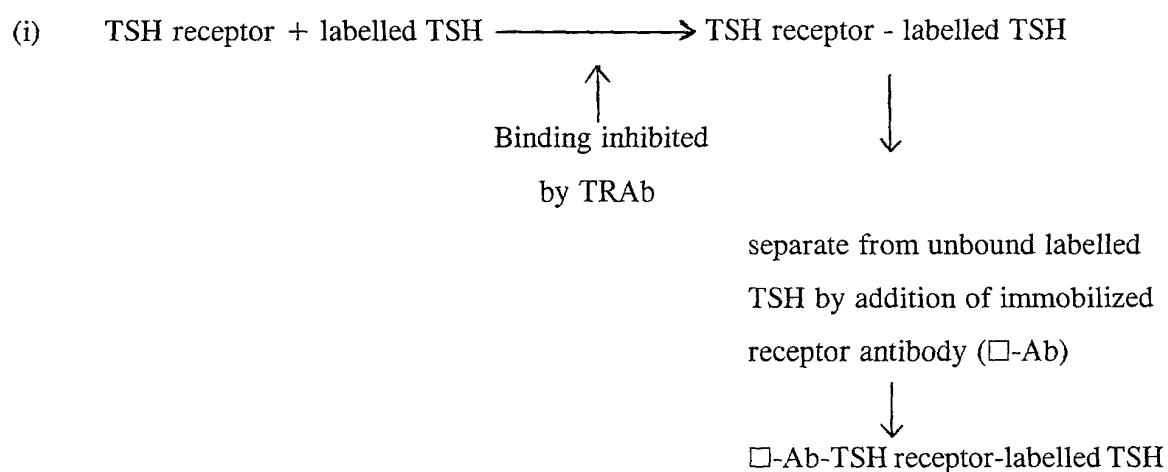 (i) TSH receptor + labelled TSH ⟶ TSH receptor - labelled TSH
Binding inhibited
by TRAb
separate from unbound labelled
TSH by addition of immobilized
receptor antibody (□-Ab)
□-Ab-TSH receptor-labelled TSH